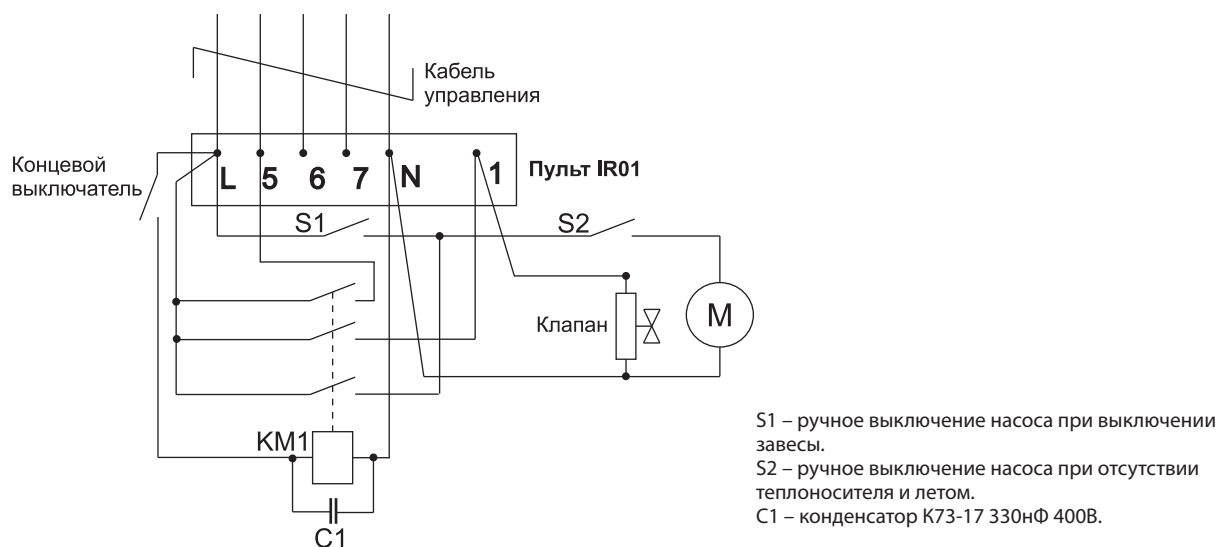 Кабель
управления
Концевой
выключатель
L 5 6 7 N 1
Пульт IR01
S1
S2
Клапан
M
KM1
C1
S1 – ручное выключение насоса при выключении
завесы.
S2 – ручное выключение насоса при отсутствии
теплоносителя и летом.
C1 – конденсатор К73-17 330нФ 400В.